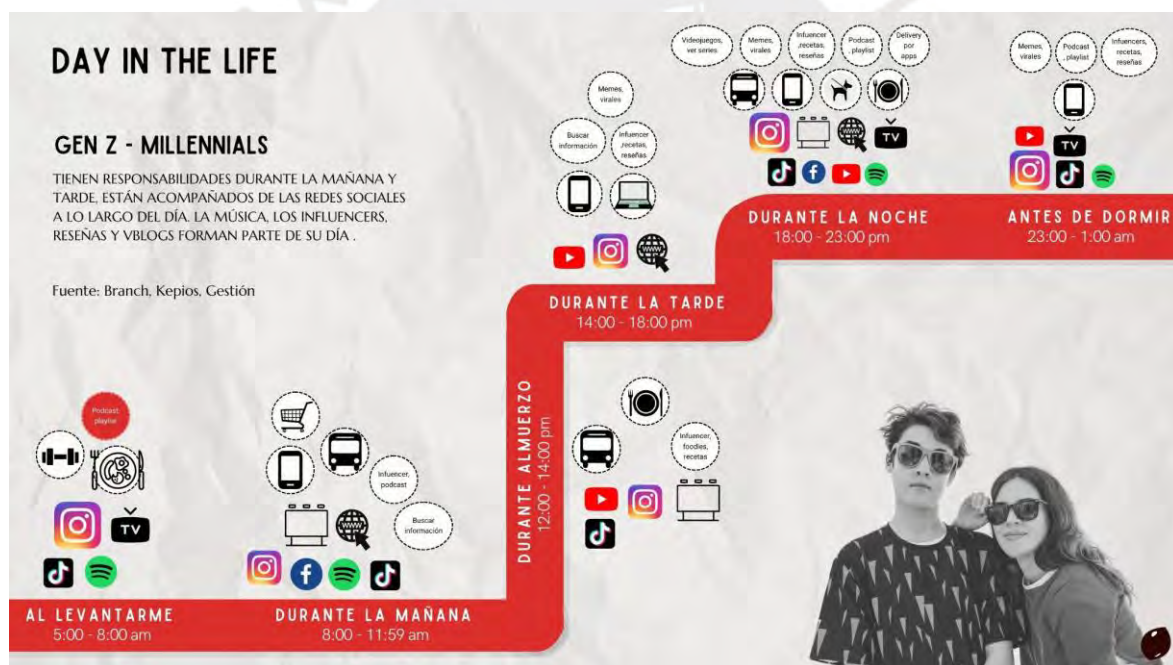 DAY IN THE LIFE
GEN Z - MILLENNIALS
TIENEN RESPONSABILIDADES DURANTE LA MAÑANA Y
TARDE, ESTÁN ACOMPAÑADOS DE LAS REDES SOCIALES
A LO LARGO DEL DÍA. LA MÚSICA, LOS INFLUENCERS,
RESEÑAS Y VBLOGS FORMAN PARTE DE SU DÍA .
Fuente: Branch, Kepios, Gestión
Podcast
playlist
TV
AL LEVANTARME
5:00 - 8:00 am
Influencer,
podcast
Buscar
información
WWW
DURANTE LA MAÑANA
8:00 - 11:59 am
Influencer,
foodies,
recetas
DURANTE ALMUERZO
12:00 - 14:00 pm
Memes,
virales
Buscar
información
Influencer
,recetas,
reseñas
WWW
DURANTE LA TARDE
14:00 - 18:00 pm
Videojuegos,
ver series
Memes,
virales
Influencer
,recetas,
reseñas
Podcast
, playlist
Delivery
por
apps
WWW
TV
DURANTE LA NOCHE
18:00 - 23:00 pm
Memes,
virales
Podcast
, playlist
Influencers,
recetas,
reseñas
TV
ANTES DE DORMIR
23:00 - 1:00 am